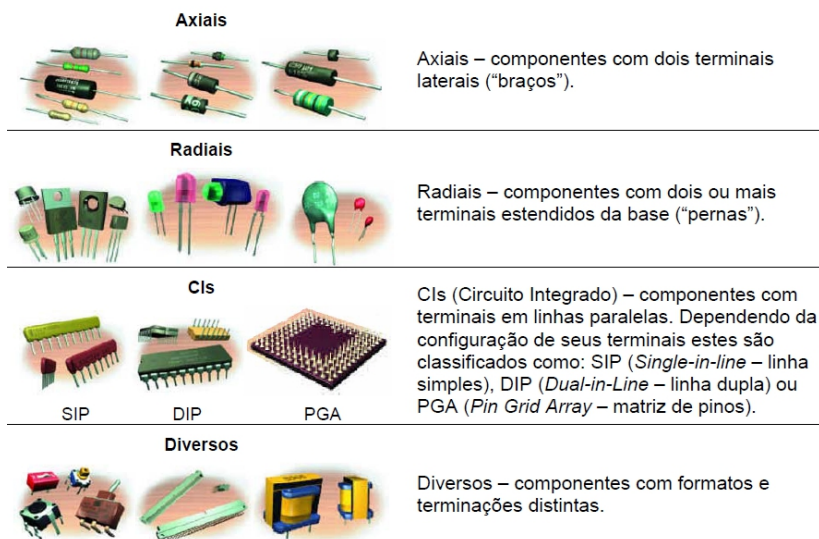 Axiais
Axiais – componentes com dois terminais
laterais (“braços”).
Radiais
Radiais – componentes com dois ou mais
terminais estendidos da base (“pernas”).
CIs
CIs (Circuito Integrado) – componentes com
terminais em linhas paralelas. Dependendo da
configuração de seus terminais estes são
classificados como: SIP (Single-in-line – linha
simples), DIP (Dual-in-Line – linha dupla) ou
PGA (Pin Grid Array – matriz de pinos).
SIP DIP PGA
Diversos
Diversos – componentes com formatos e
terminações distintas.